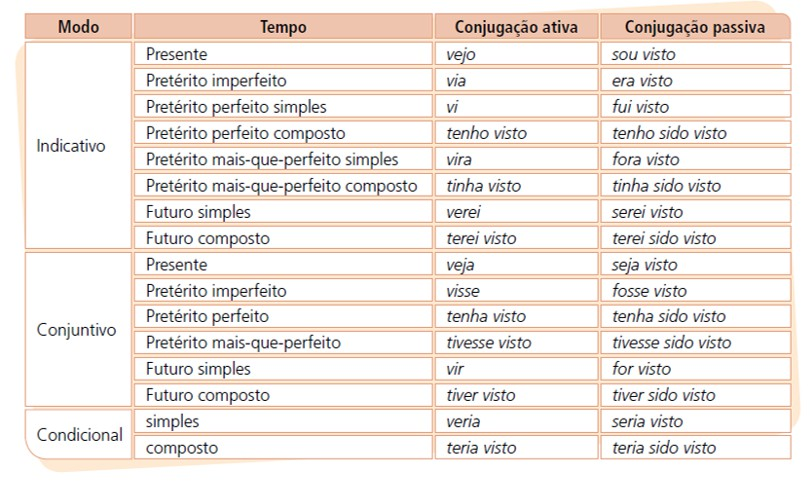 Modo Tempo Conjugação ativa Conjugação passiva
Indicativo
Presente vejo sou visto
Pretérito imperfeito via era visto
Pretérito perfeito simples vi fui visto
Pretérito perfeito composto tenho visto tenho sido visto
Pretérito mais-que-perfeito simples vira fora visto
Pretérito mais-que-perfeito composto tinha visto tinha sido visto
Futuro simples verei serei visto
Futuro composto terei visto terei sido visto
Conjuntivo
Presente veja seja visto
Pretérito imperfeito visse fosse visto
Pretérito perfeito tenha visto tenha sido visto
Pretérito mais-que-perfeito tivesse visto tivesse sido visto
Futuro simples vir for visto
Futuro composto tiver visto tiver sido visto
Condicional
simples veria seria visto
composto teria visto teria sido visto